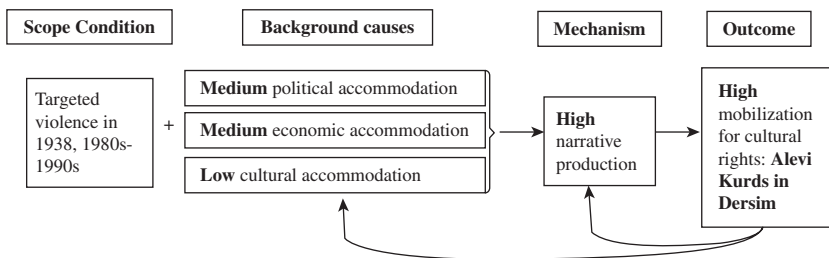 Scope Condition
Background causes
Mechanism
Outcome
Targeted
violence in
1938, 1980s-
1990s
+
Medium political accommodation
Medium economic accommodation
Low cultural accommodation
High
narrative
production
High
mobilization
for cultural
rights: Alevi
Kurds in
Dersim